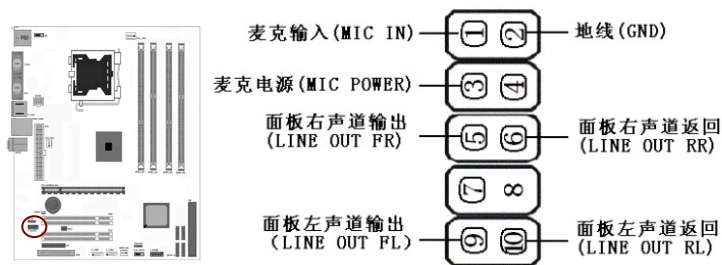 麦克输入(MIC IN)
1
2
地线(GND)
麦克电源(MIC POWER)
3
4
面板右声道输出
(LINE OUT FR)
5
6
面板右声道返回
(LINE OUT RR)
7
8
面板左声道输出
(LINE OUT FL)
9
10
面板左声道返回
(LINE OUT RL)